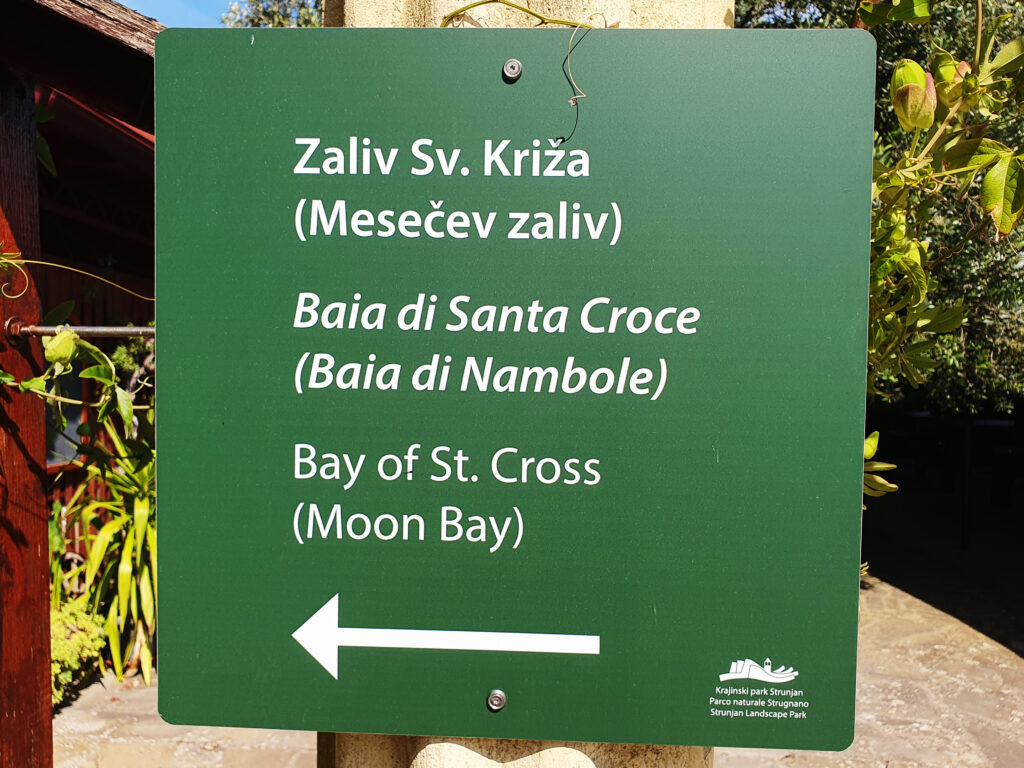 Zaliv Sv. Križa
(Mesečev zaliv)
Baia di Santa Croce
(Baia di Nambole)
Bay of St. Cross
(Moon Bay)
Krajinski park Strunjan
Parco naturale Strugnano
Strunjan Landscape Park